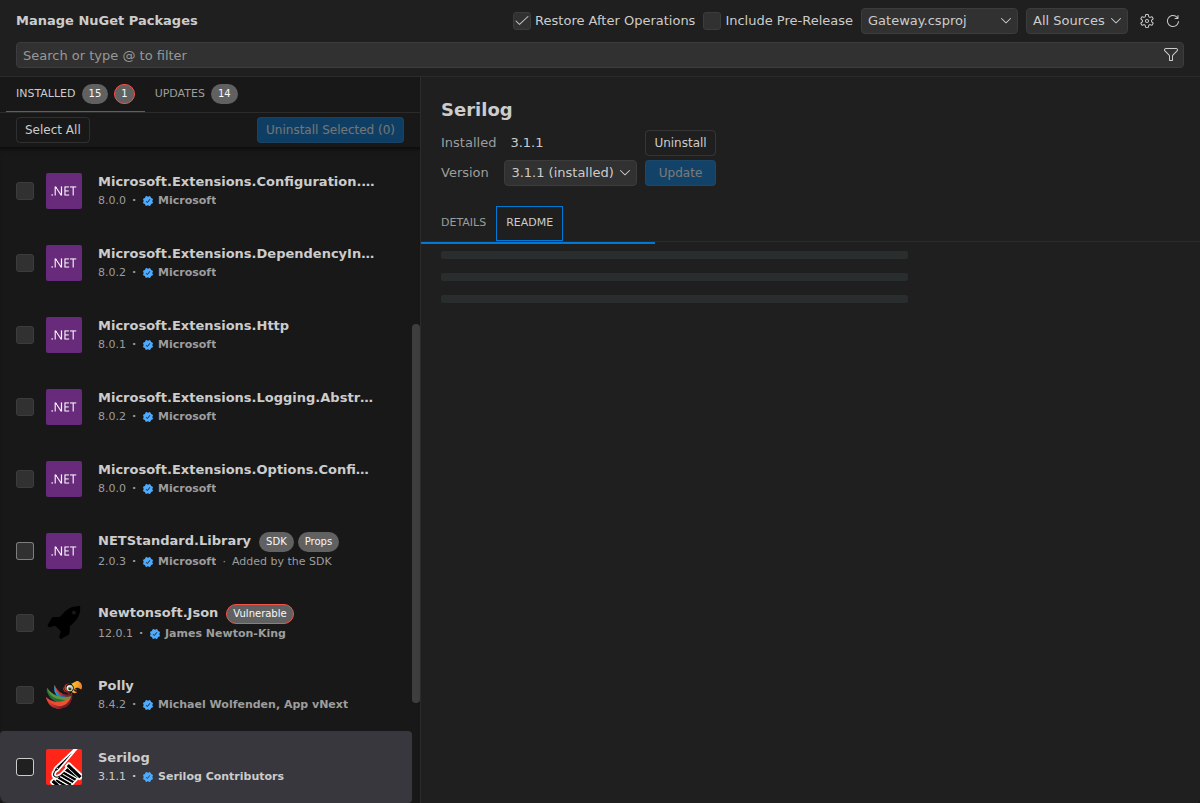 Manage NuGet Packages
Restore After Operations
Include Pre-Release
Gateway.csproj
All Sources
Search or type @ to filter
INSTALLED 15 1 UPDATES 14
Select All
Uninstall Selected (0)
.NET
Microsoft.Extensions.Configuration....
8.0.0 · Microsoft
.NET
Microsoft.Extensions.DependencyIn...
8.0.2 · Microsoft
.NET
Microsoft.Extensions.Http
8.0.1 · Microsoft
.NET
Microsoft.Extensions.Logging.Abstr...
8.0.2 · Microsoft
.NET
Microsoft.Extensions.Options.Confi...
8.0.0 · Microsoft
.NET
NETStandard.Library SDK Props
2.0.3 · Microsoft · Added by the SDK
Newtonsoft.Json Vulnerable
12.0.1 · James Newton-King
Polly
8.4.2 · Michael Wolfenden, App vNext
Serilog
3.1.1 · Serilog Contributors
Serilog
Installed 3.1.1 Uninstall
Version 3.1.1 (installed) Update
DETAILS README